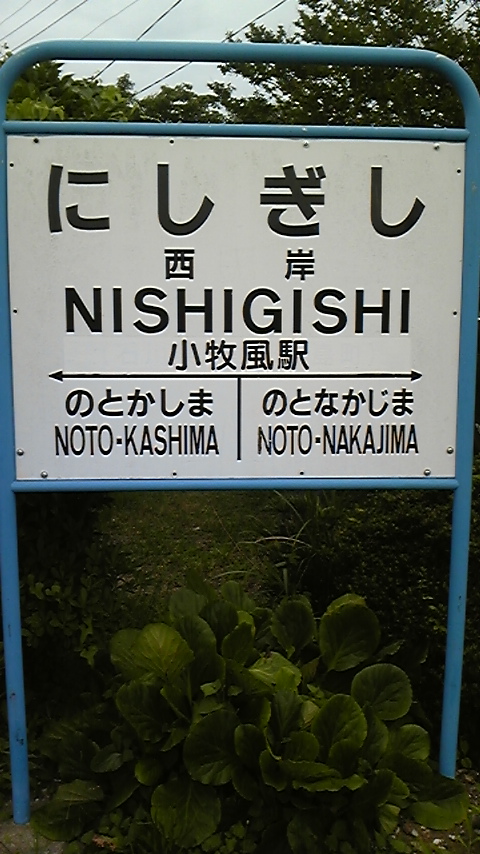 にしぎし
西岸
NISHIGISHI
小牧風駅
のとかしま のとなかじま
NOTO-KASHIMA NOTO-NAKAJIMA